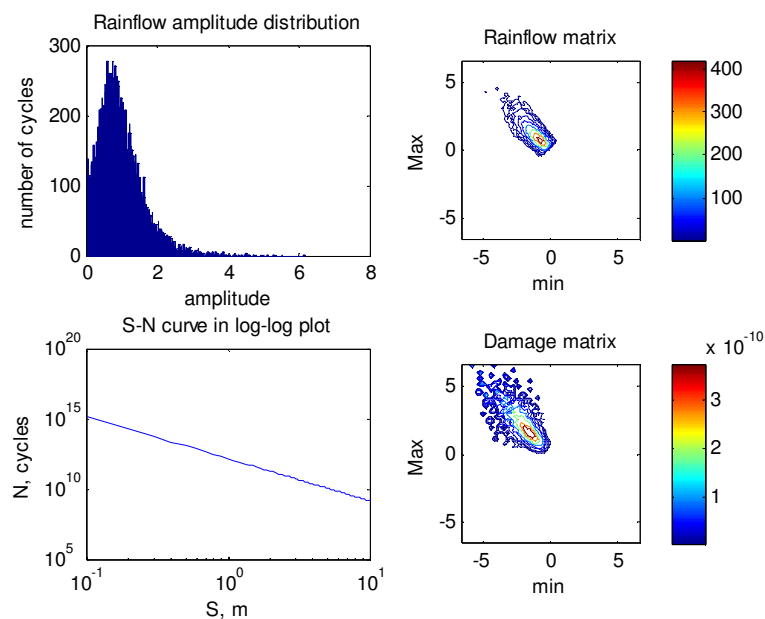 Rainflow amplitude distribution
300
200
100
0
0
2
4
6
8
number of cycles
amplitude
Rainflow matrix
5
0
-5
-5
0
5
Max
min
400
300
200
100
S-N curve in log-log plot
10^20
10^15
10^10
10^5
10^-1
10^0
10^1
N, cycles
S, m
Damage matrix
5
0
-5
-5
0
5
Max
min
x 10^-10
3
2
1